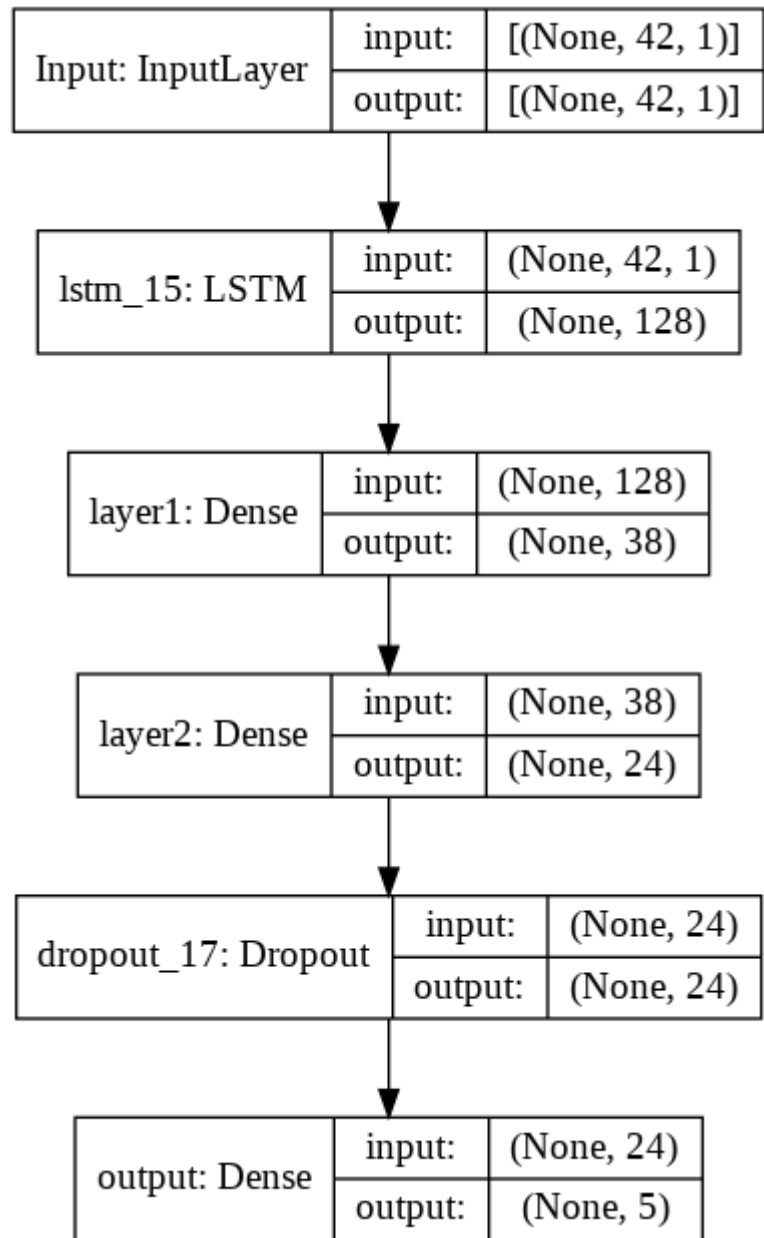 Input: InputLayer
input:
[(None, 42, 1)]
output:
[(None, 42, 1)]
lstm_15: LSTM
input:
(None, 42, 1)
output:
(None, 128)
layer1: Dense
input:
(None, 128)
output:
(None, 38)
layer2: Dense
input:
(None, 38)
output:
(None, 24)
dropout_17: Dropout
input:
(None, 24)
output:
(None, 24)
output: Dense
input:
(None, 24)
output:
(None, 5)